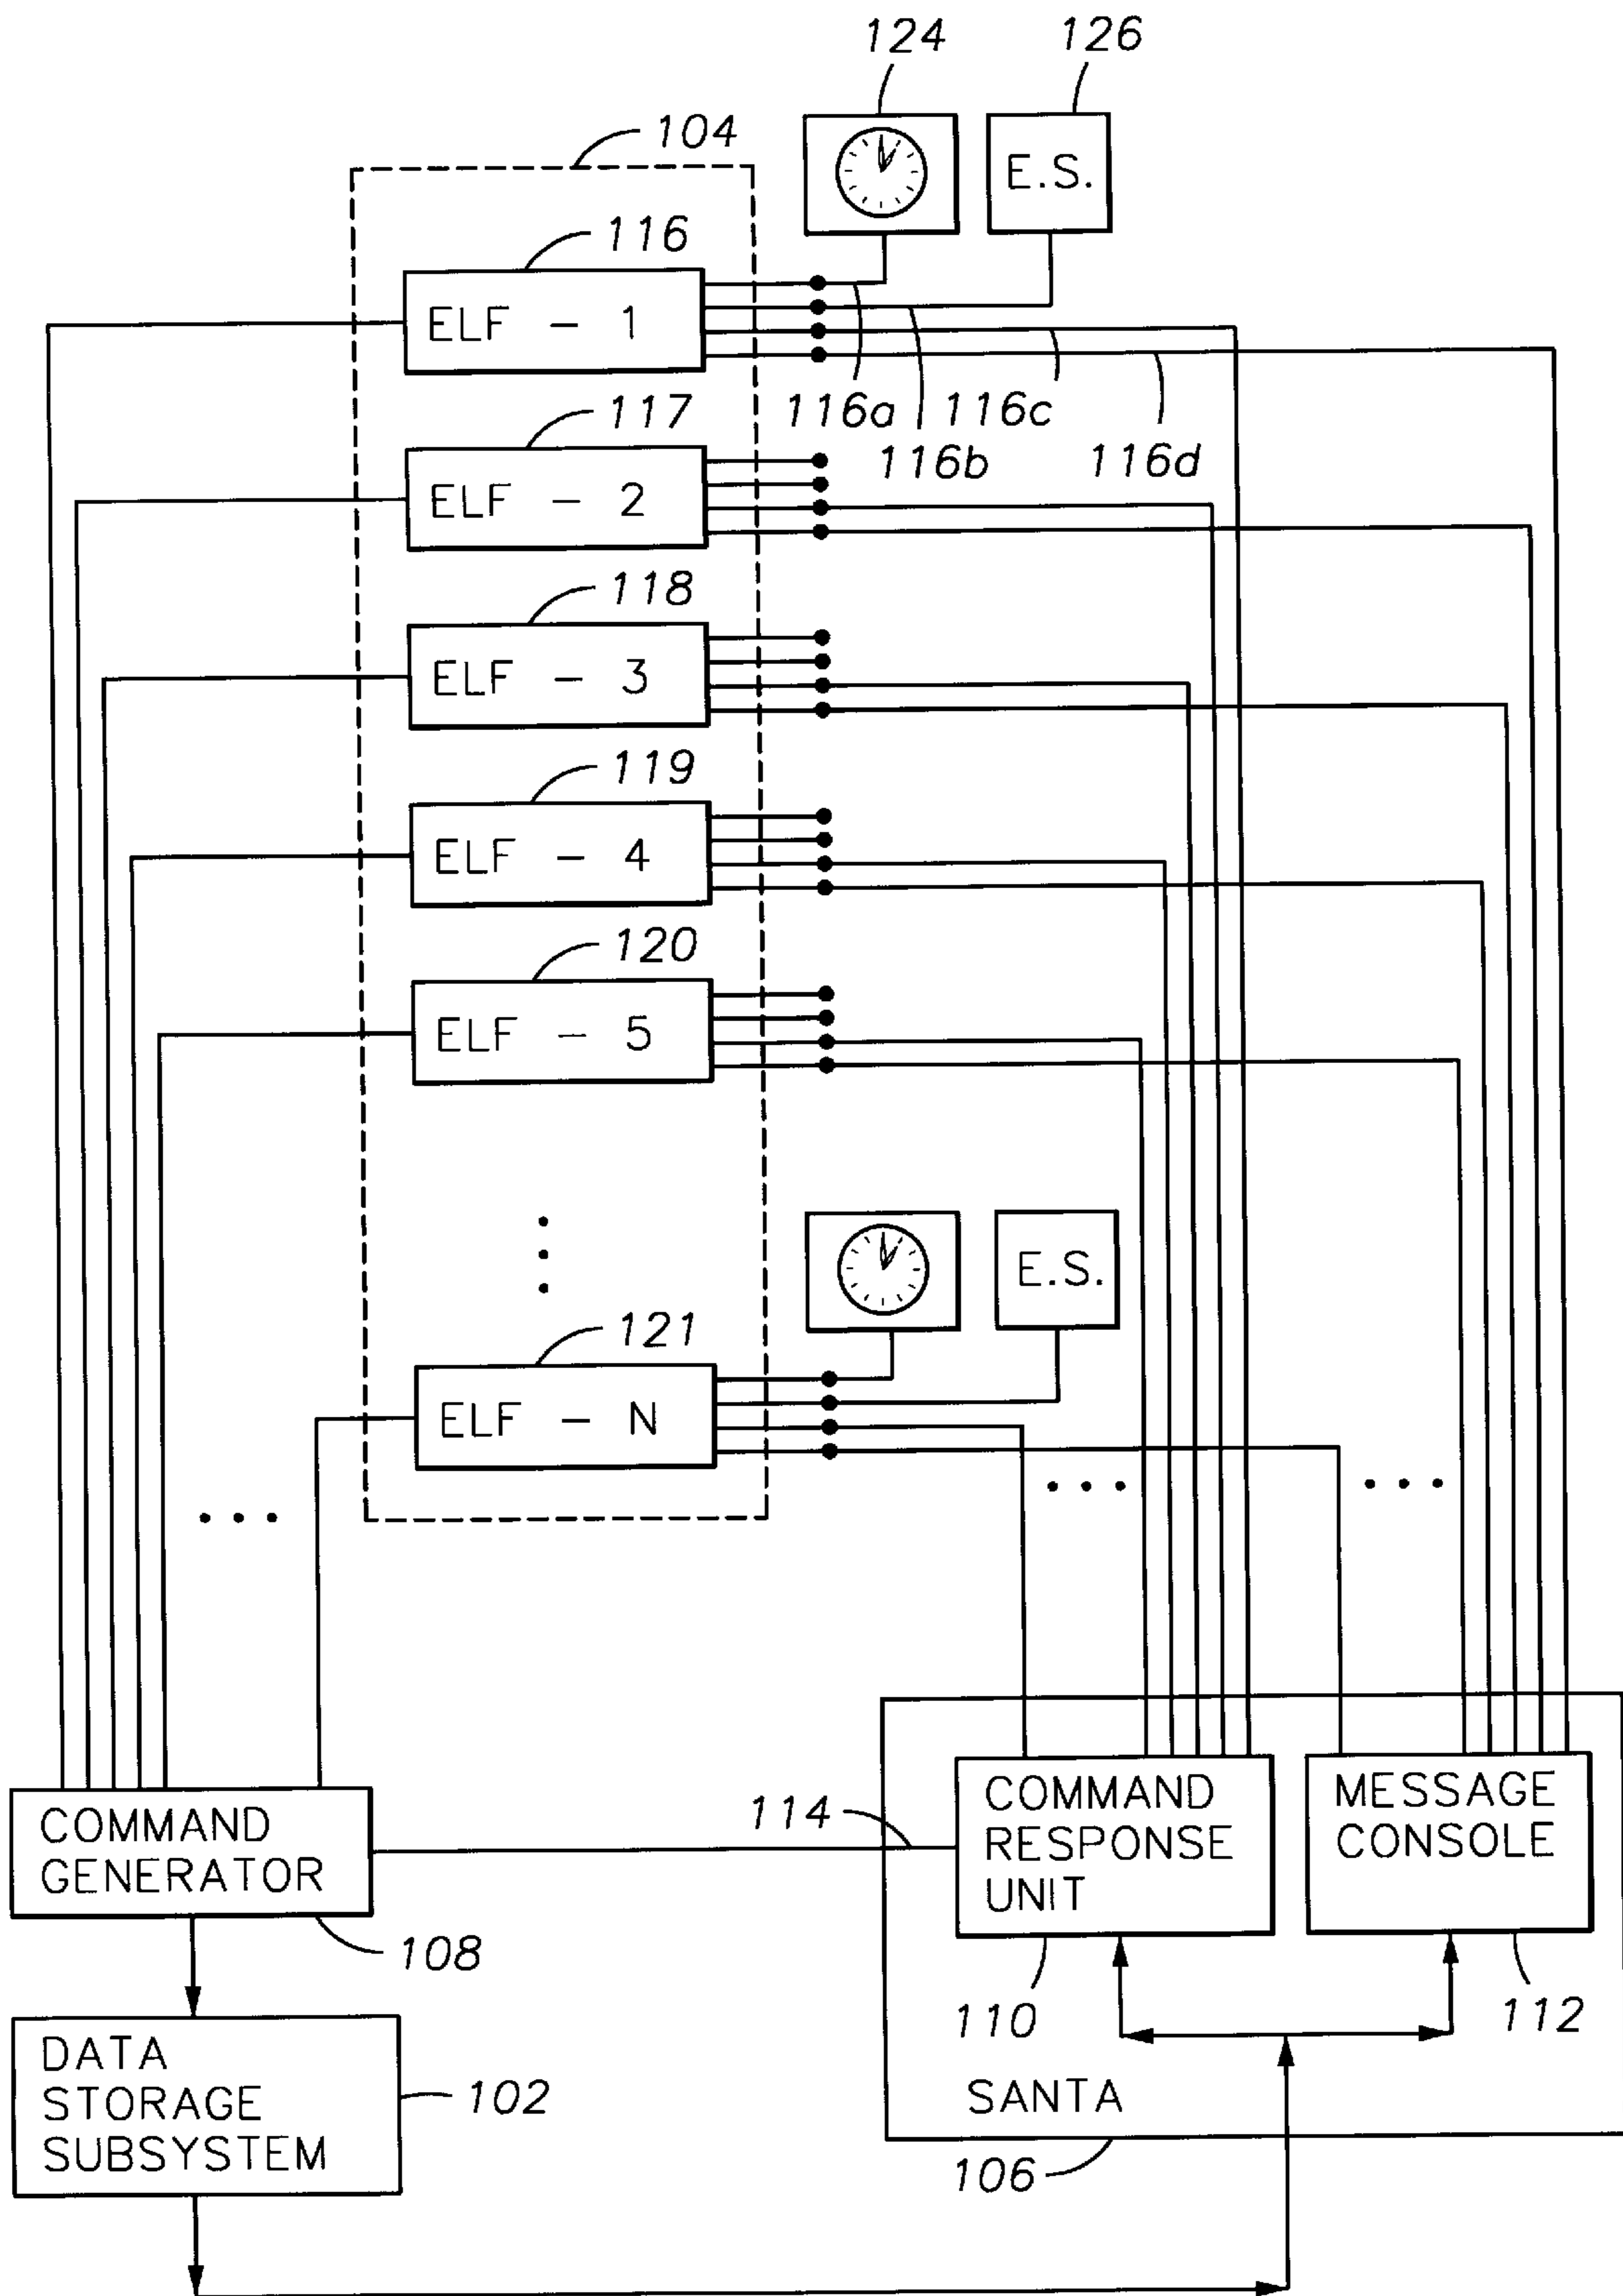 124
126
104
E.S.
116
ELF - 1
116a
116c
117
116b
116d
ELF - 2
118
ELF - 3
119
ELF - 4
120
ELF - 5
E.S.
121
ELF - N
COMMAND
GENERATOR
114
COMMAND
RESPONSE
UNIT
MESSAGE
CONSOLE
108
110
112
DATA
STORAGE
SUBSYSTEM
102
SANTA
106